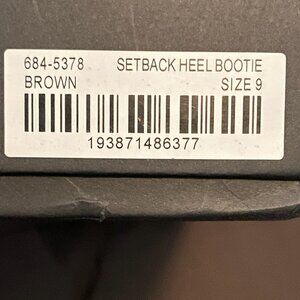 684-5378 SETBACK HEEL BOOTIE
BROWN SIZE 9
193871486377